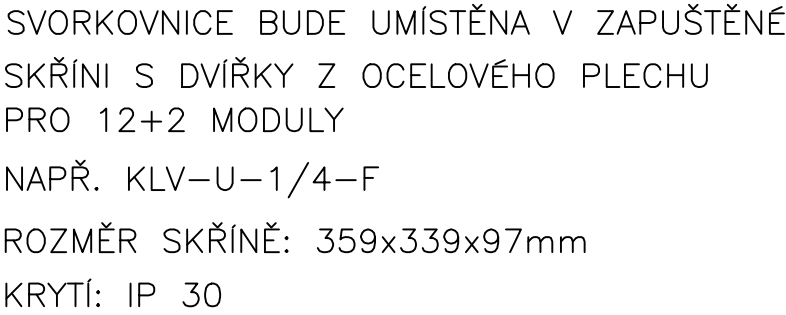 SVORKOVNICE BUDE UMÍSTĚNA V ZAPUŠTĚNÉ
SKŘÍNI S DVÍŘKY Z OCELOVÉHO PLECHU
PRO 12+2 MODULY
NAPŘ. KLV-U-1/4-F
ROZMĚR SKŘÍNĚ: 359x339x97mm
KRYTÍ: IP 30